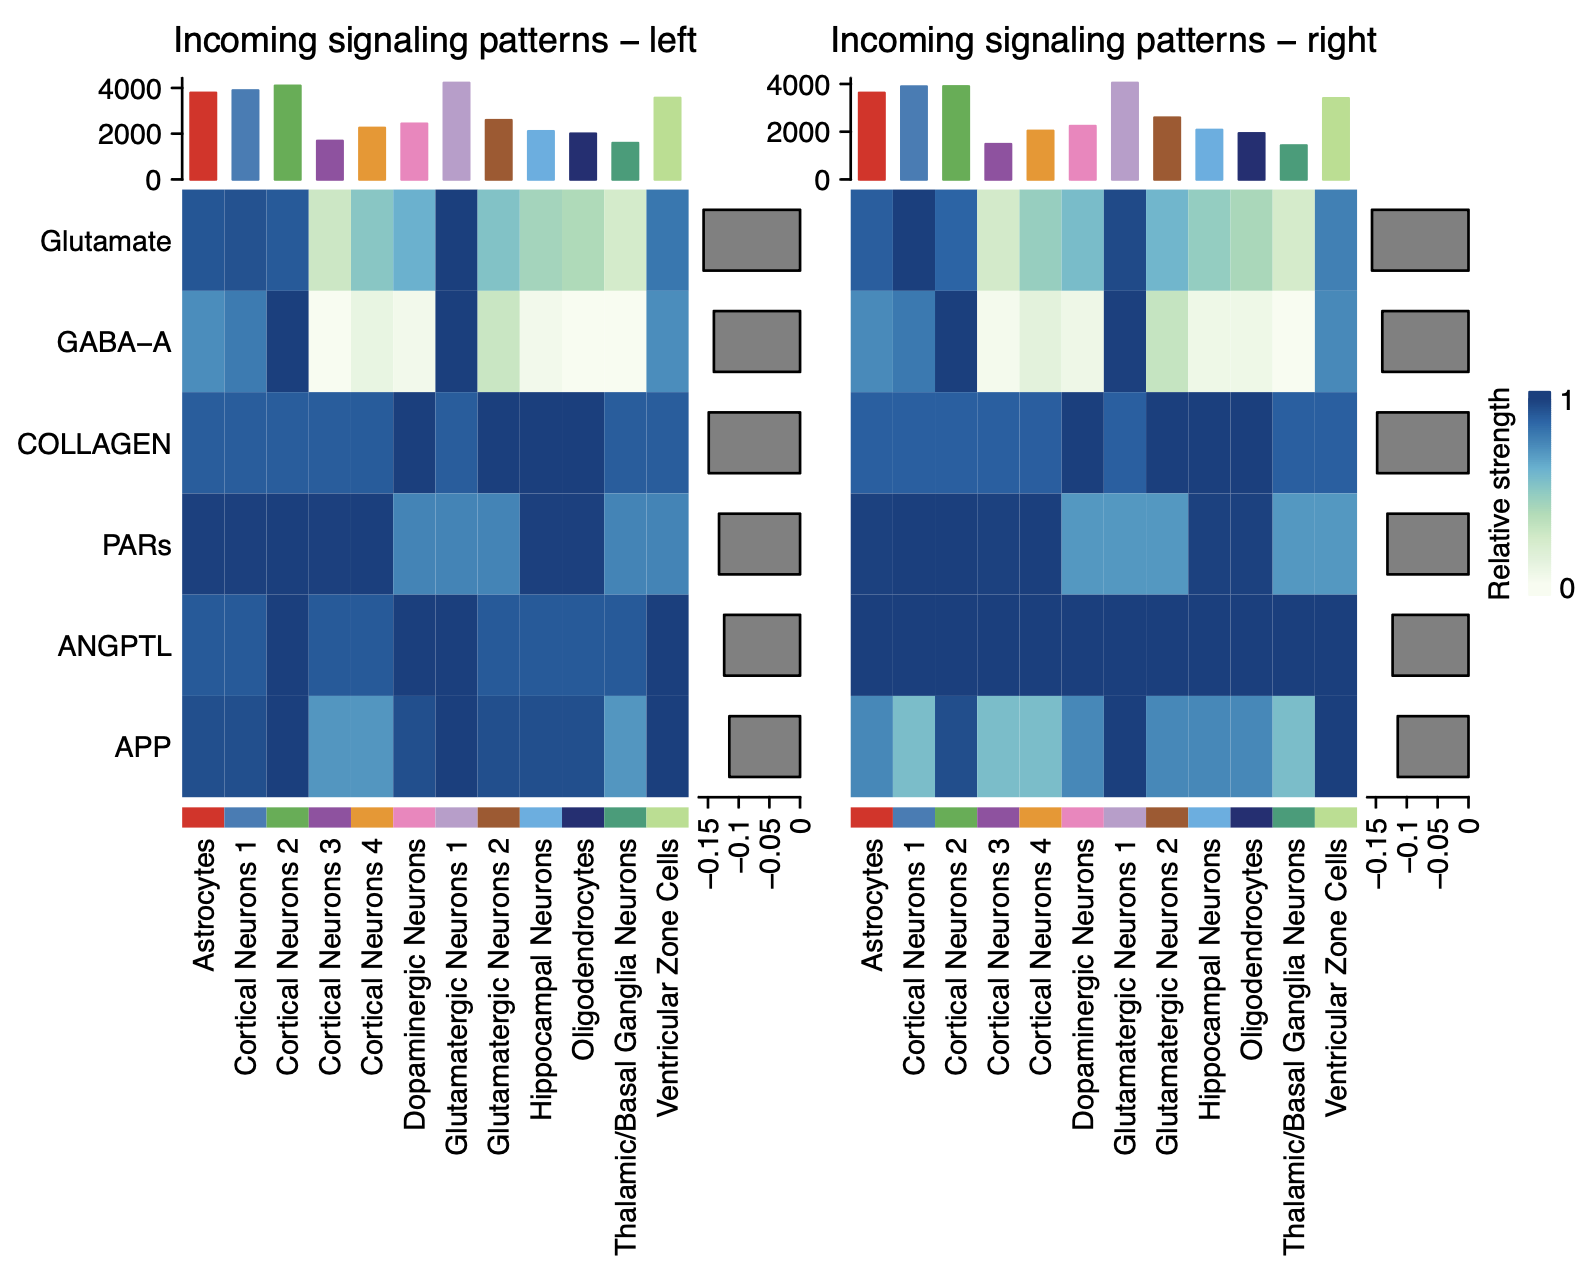 Incoming signaling patterns – left
Incoming signaling patterns – right
4000
2000
0
4000
2000
0
Glutamate
GABA−A
COLLAGEN
PARs
ANGPTL
APP
Relative strength
1
0
Astrocytes
Cortical Neurons 1
Cortical Neurons 2
Cortical Neurons 3
Cortical Neurons 4
Dopaminergic Neurons
Glutamatergic Neurons 1
Glutamatergic Neurons 2
Hippocampal Neurons
Oligodendrocytes
Thalamic/Basal Ganglia Neurons
Ventricular Zone Cells
−0.15
−0.1
−0.05
0
Astrocytes
Cortical Neurons 1
Cortical Neurons 2
Cortical Neurons 3
Cortical Neurons 4
Dopaminergic Neurons
Glutamatergic Neurons 1
Glutamatergic Neurons 2
Hippocampal Neurons
Oligodendrocytes
Thalamic/Basal Ganglia Neurons
Ventricular Zone Cells
−0.15
−0.1
−0.05
0